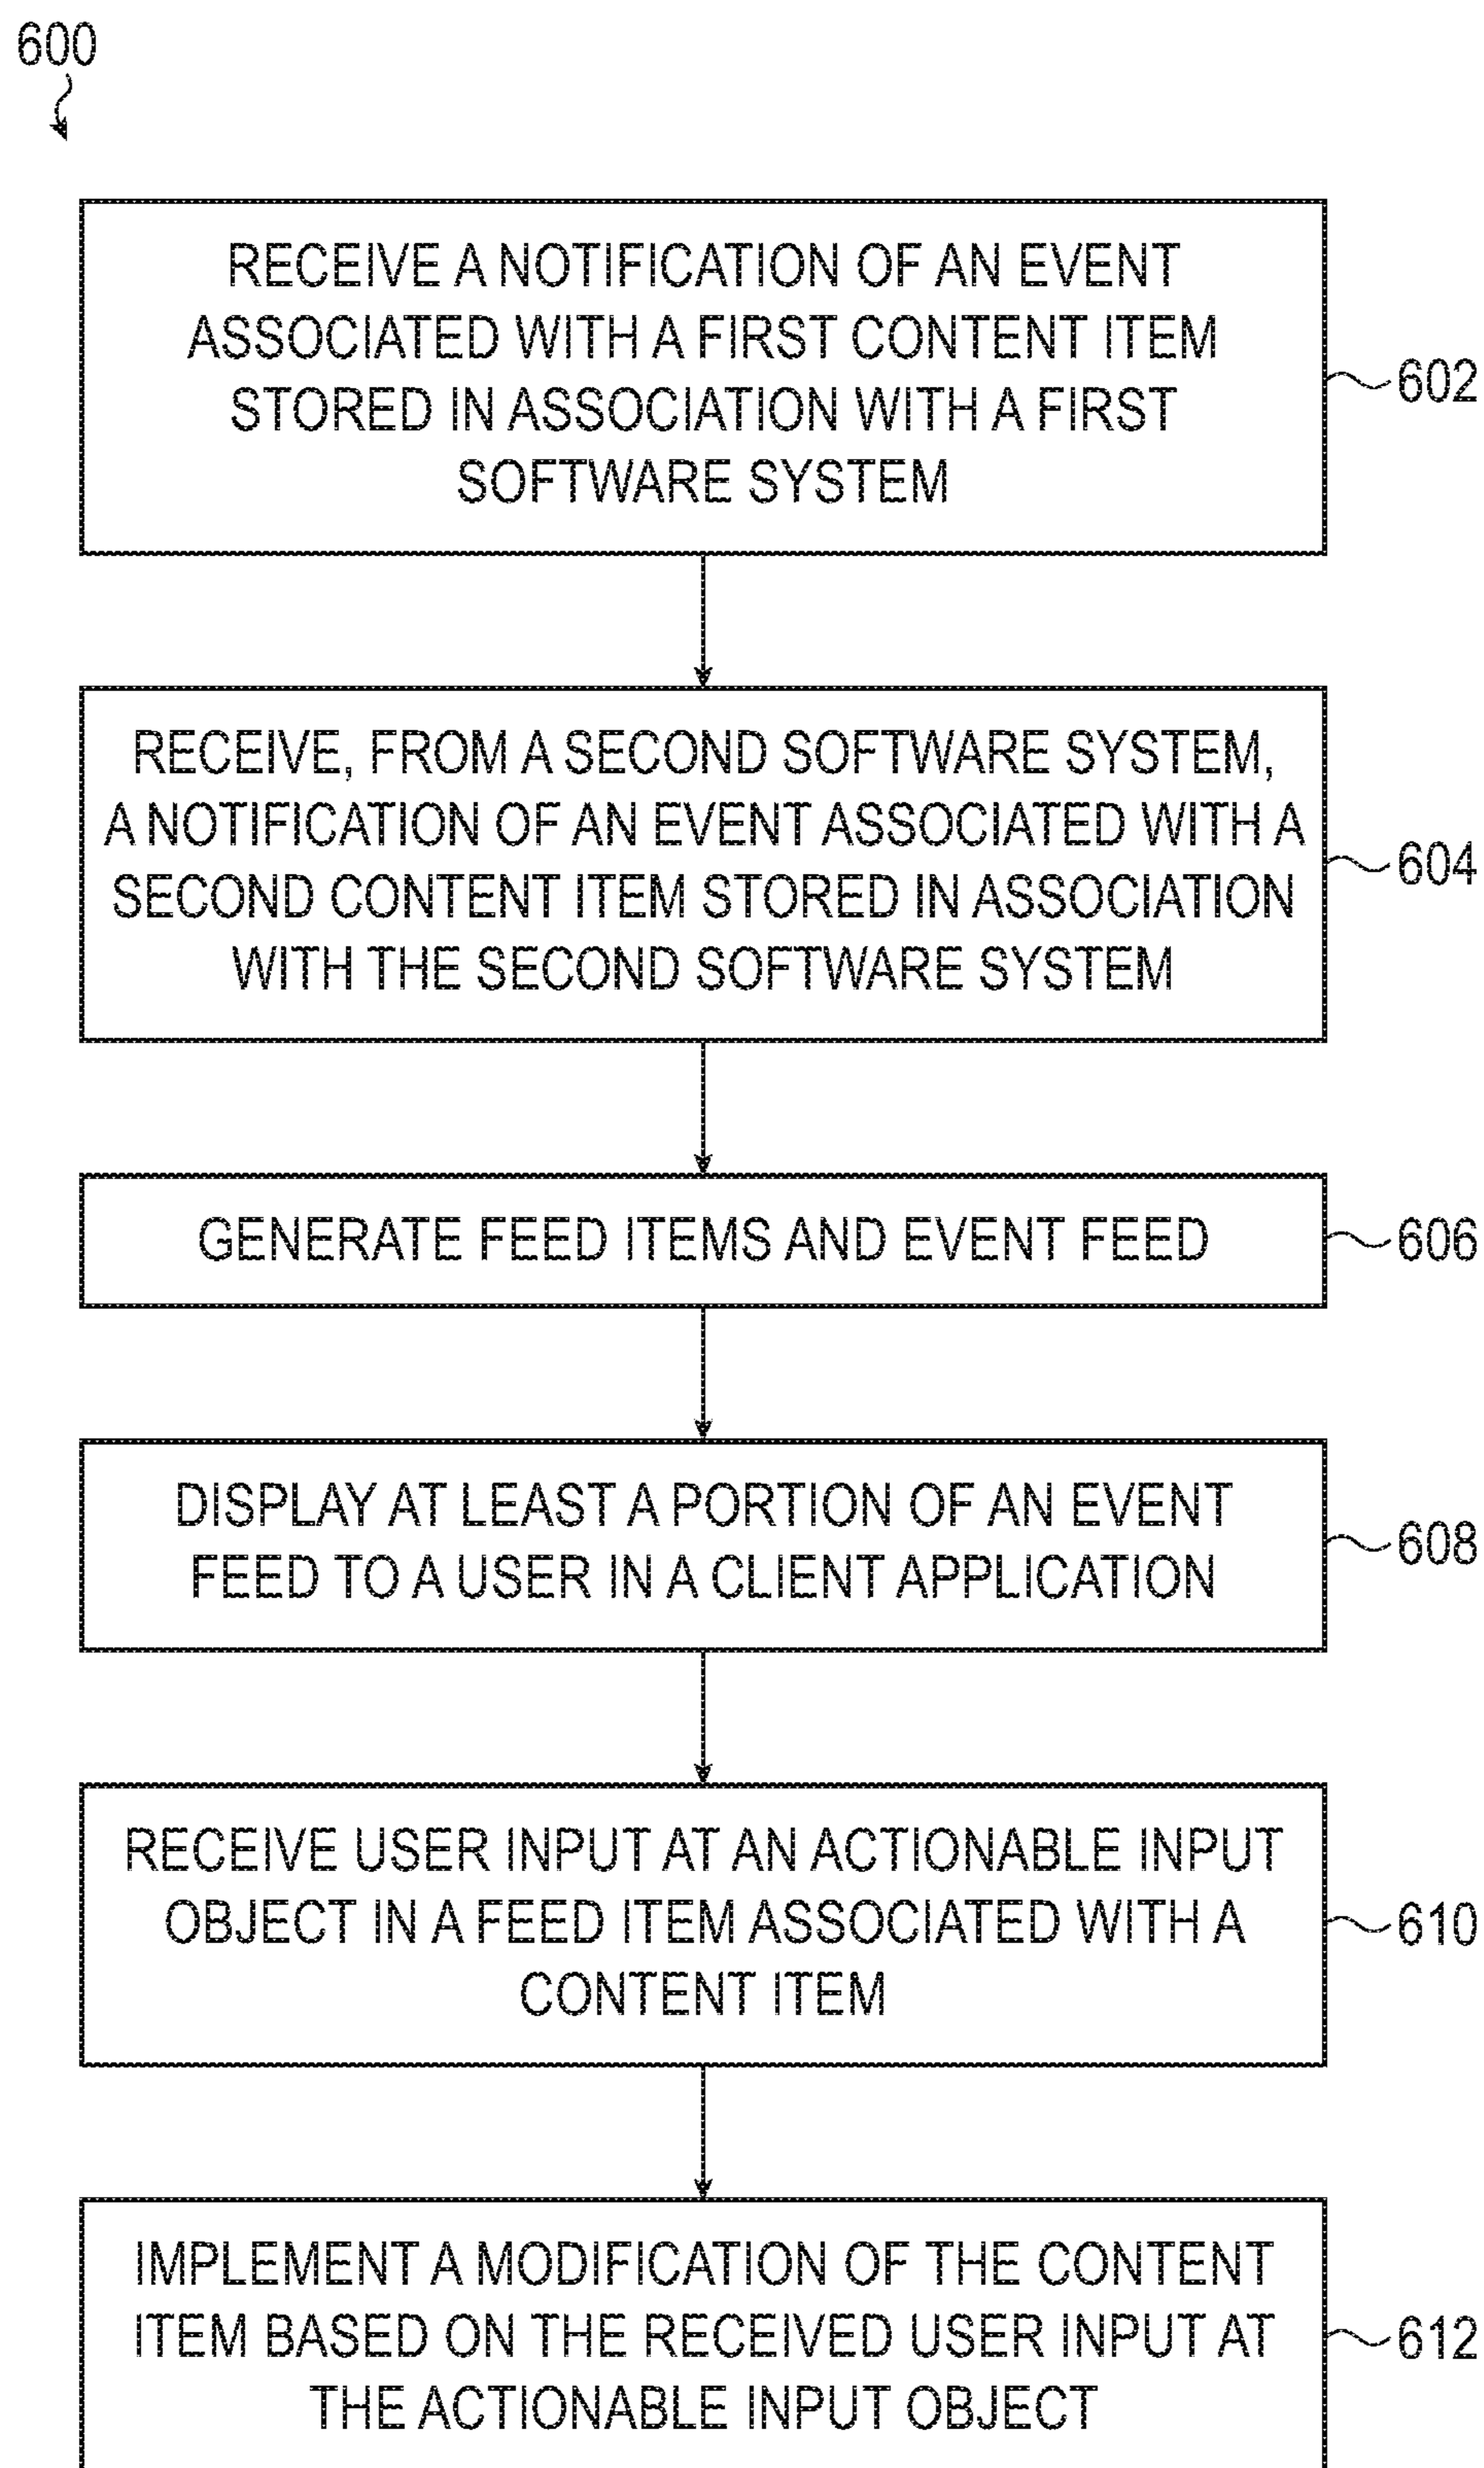 600
RECEIVE A NOTIFICATION OF AN EVENT
ASSOCIATED WITH A FIRST CONTENT ITEM
STORED IN ASSOCIATION WITH A FIRST
SOFTWARE SYSTEM
602
RECEIVE, FROM A SECOND SOFTWARE SYSTEM,
A NOTIFICATION OF AN EVENT ASSOCIATED WITH A
SECOND CONTENT ITEM STORED IN ASSOCIATION
WITH THE SECOND SOFTWARE SYSTEM
604
GENERATE FEED ITEMS AND EVENT FEED
606
DISPLAY AT LEAST A PORTION OF AN EVENT
FEED TO A USER IN A CLIENT APPLICATION
608
RECEIVE USER INPUT AT AN ACTIONABLE INPUT
OBJECT IN A FEED ITEM ASSOCIATED WITH A
CONTENT ITEM
610
IMPLEMENT A MODIFICATION OF THE CONTENT
ITEM BASED ON THE RECEIVED USER INPUT AT
THE ACTIONABLE INPUT OBJECT
612